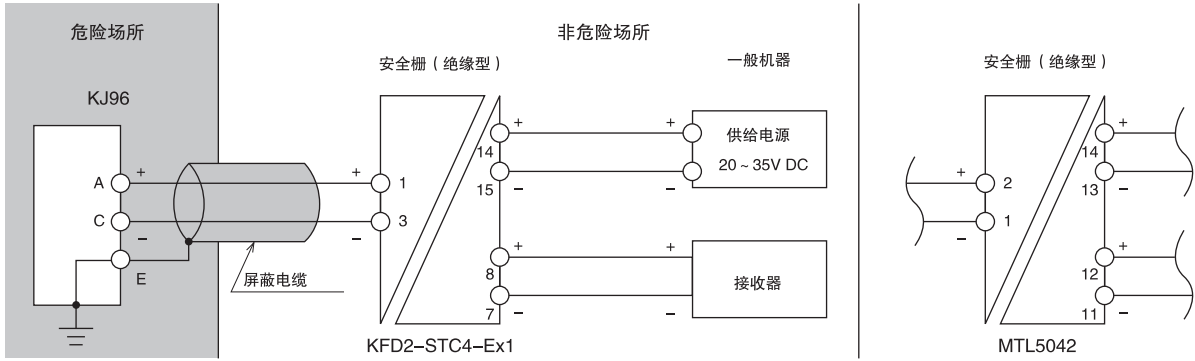 危险场所
非危险场所
安全栅（绝缘型）
一般机器
安全栅（绝缘型）
KJ96
A
+
C
−
E
屏蔽电缆
+
1
3
−
+
14
15
−
+
8
7
−
+
−
供给电源
20 ~ 35V DC
+
−
接收器
KFD2−STC4−Ex1
+
2
1
−
+
14
13
−
+
12
11
−
MTL5042